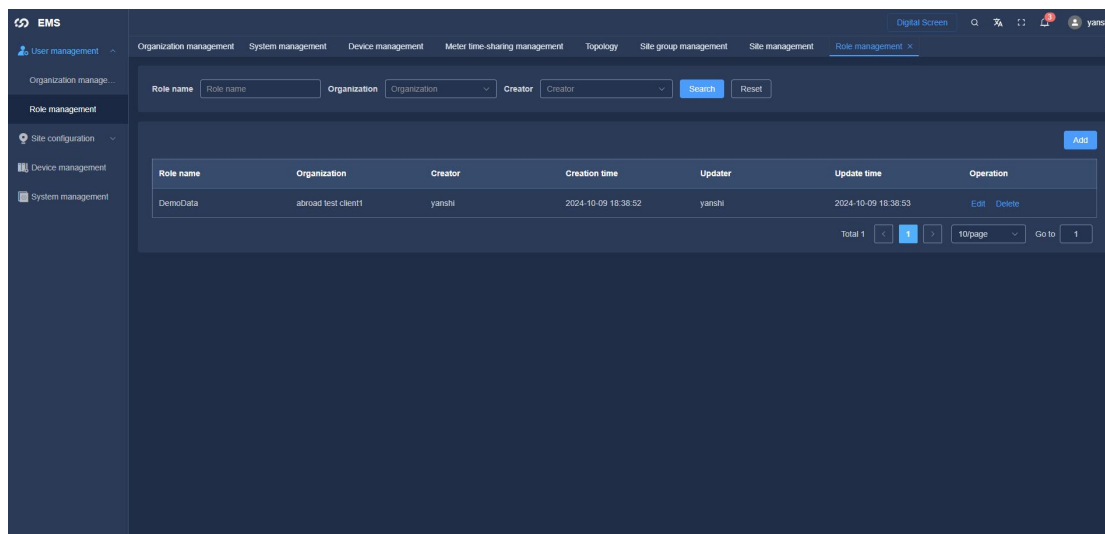 EMS
Digital Screen
3
yans
User management
Organization manage...
Role management
Site configuration
Device management
System management
Organization management System management Device management Meter time-sharing management Topology Site group management Site management Role management ×
Role name Role name Organization Organization Creator Creator Search Reset
Add
Role name Organization Creator Creation time Updater Update time Operation
DemoData abroad test client1 yanshi 2024-10-09 18:38:52 yanshi 2024-10-09 18:38:53 Edit Delete
Total 1 < 1 > 10/page Go to 1